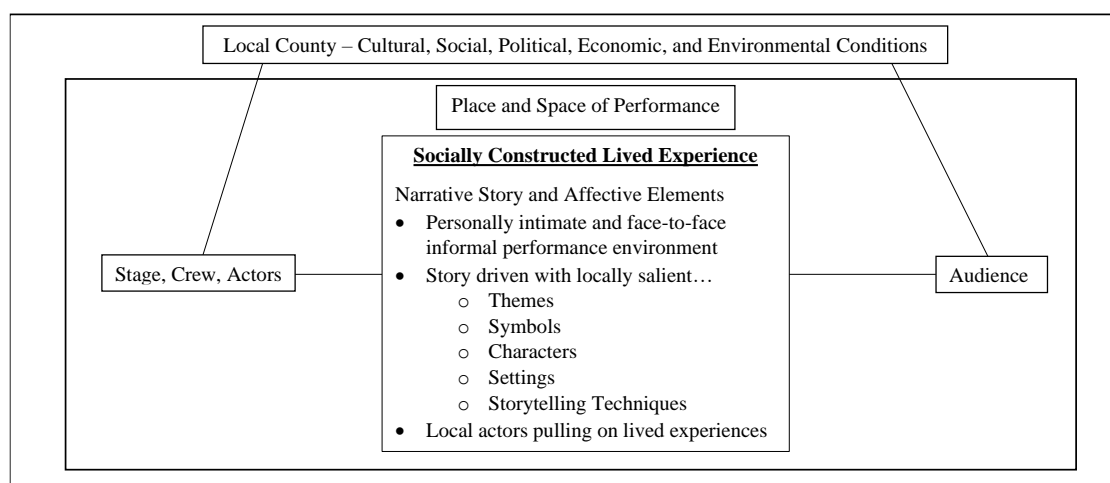 Local County – Cultural, Social, Political, Economic, and Environmental Conditions
Place and Space of Performance
Socially Constructed Lived Experience
Narrative Story and Affective Elements
• Personally intimate and face-to-face
informal performance environment
Stage, Crew, Actors
• Story driven with locally salient…
o Themes
o Symbols
o Characters
o Settings
o Storytelling Techniques
• Local actors pulling on lived experiences
Audience